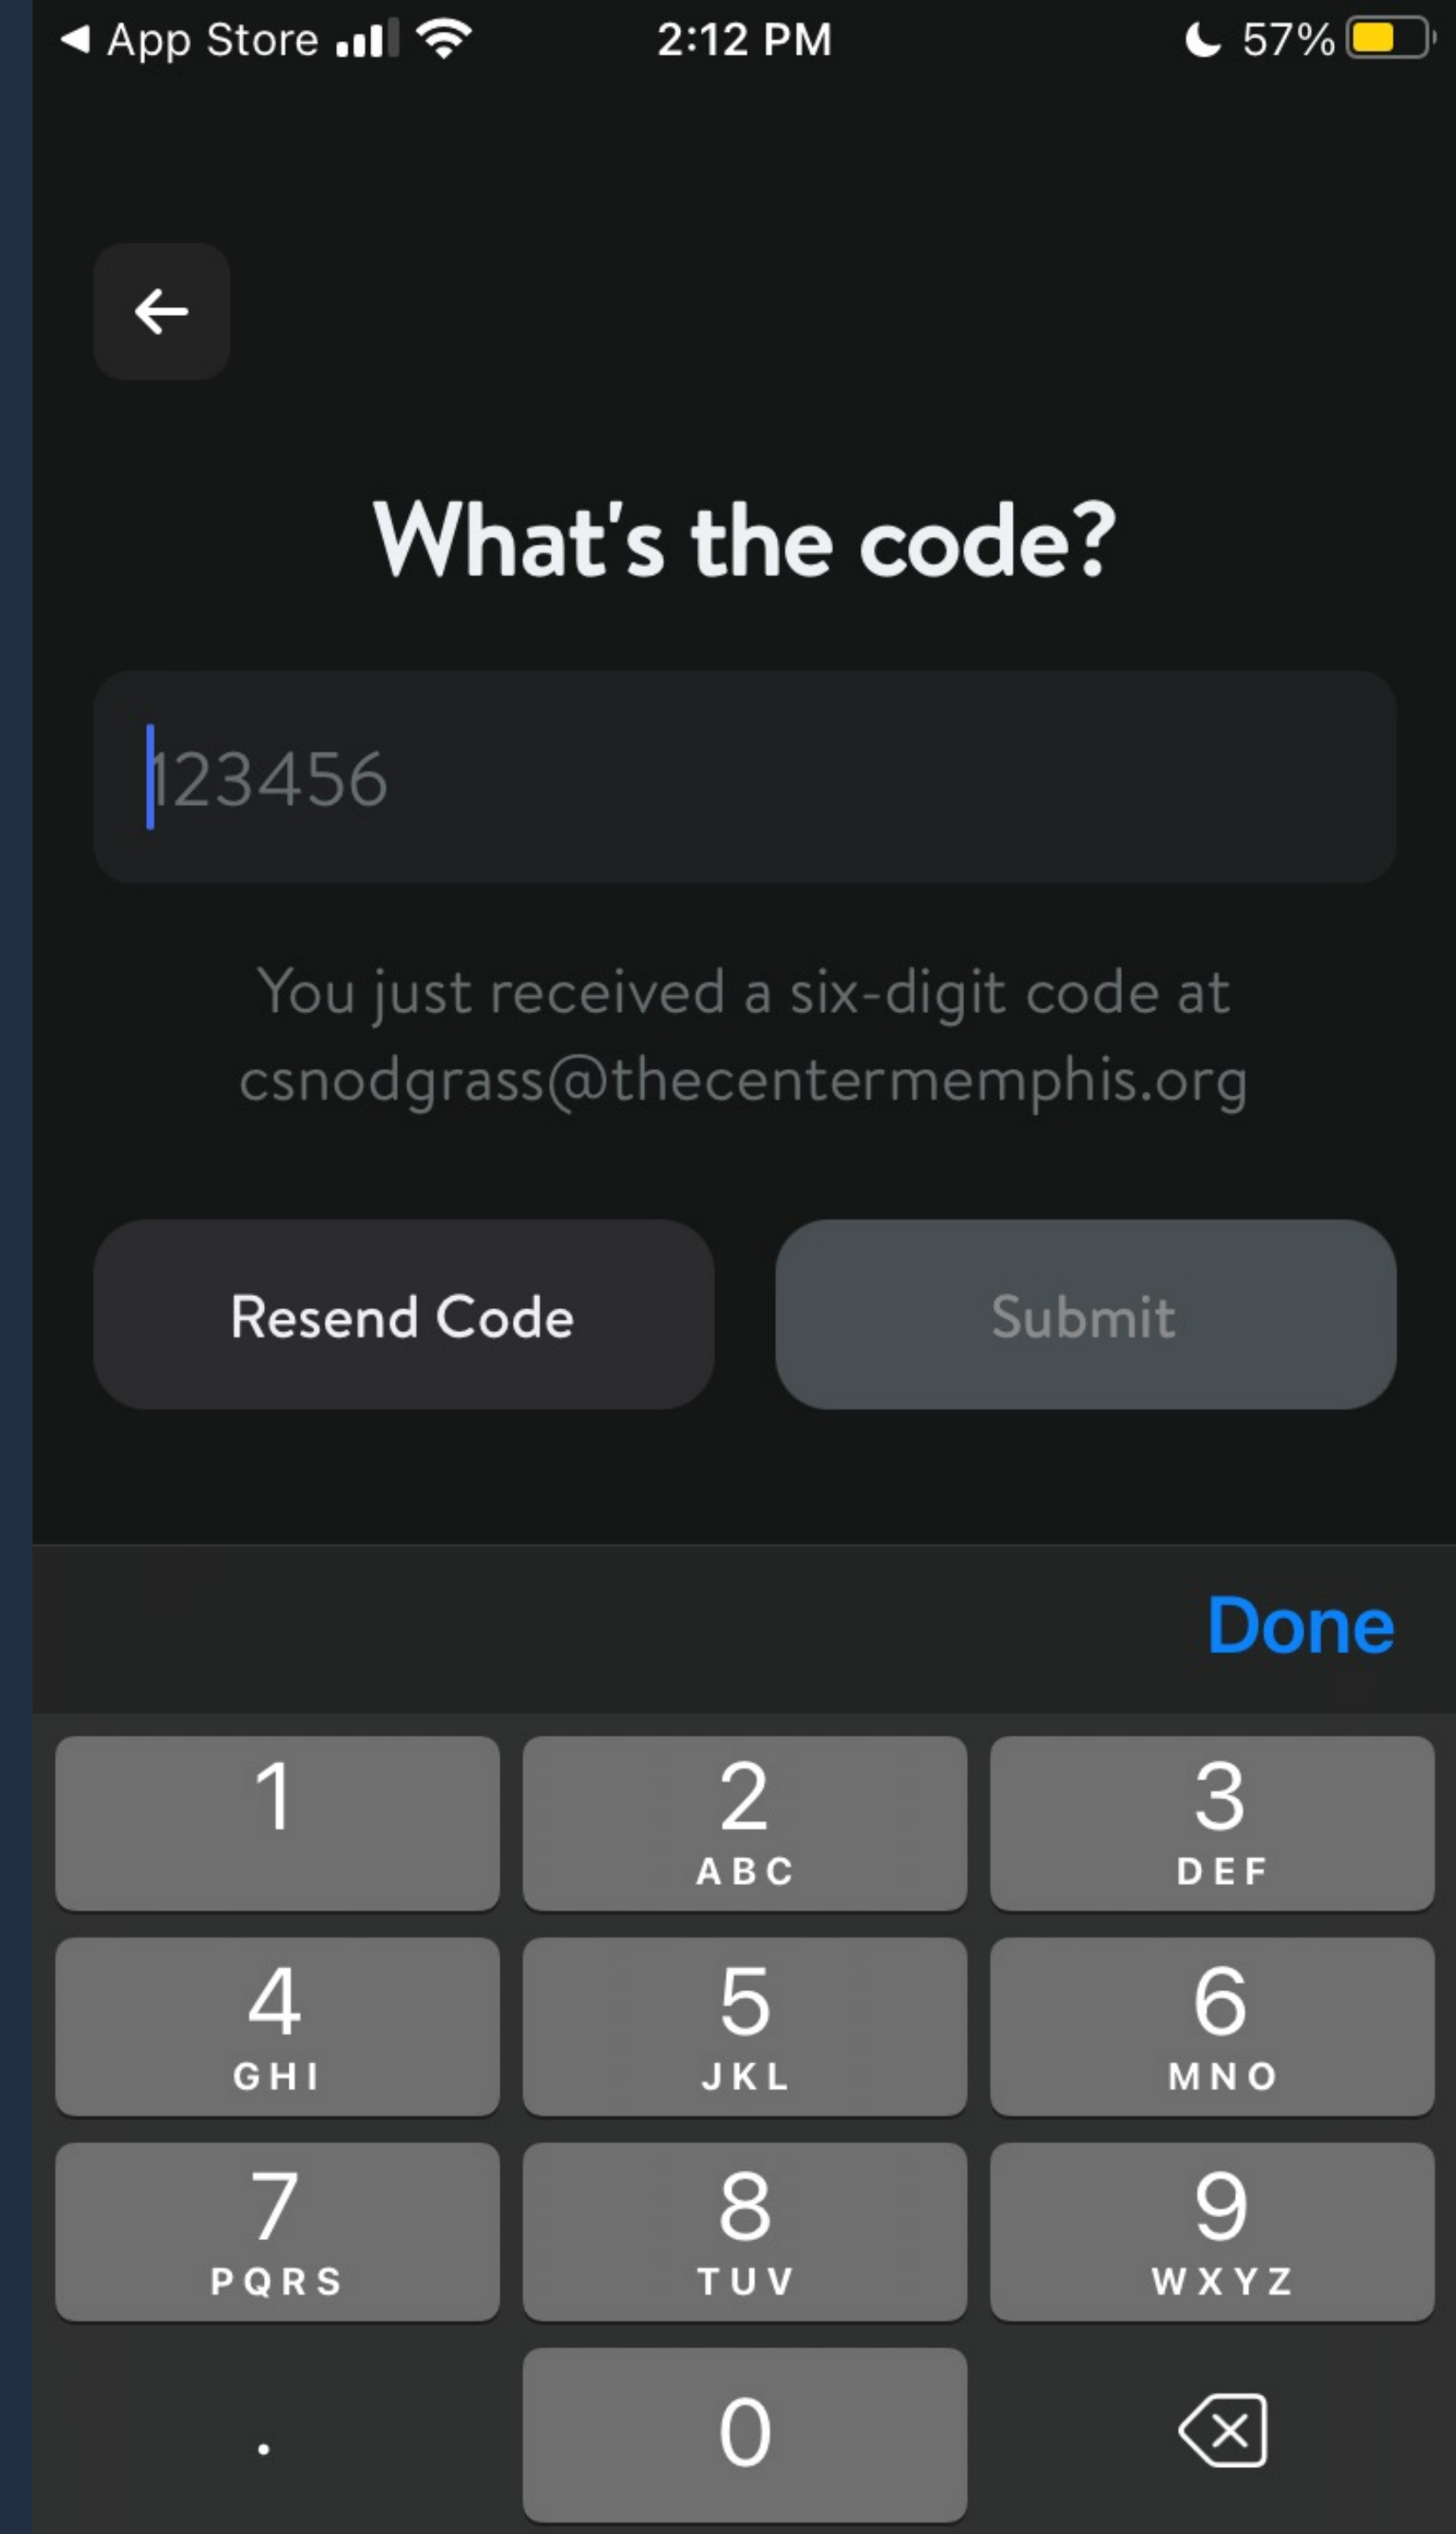 App Store 2:12 PM 57%
What's the code?
123456
You just received a six-digit code at
csnodgrass@thecentermemphis.org
Resend Code Submit
Done
1 2 3
ABC DEF
4 5 6
GHI JKL MNO
7 8 9
PQRS TUV WXYZ
. 0